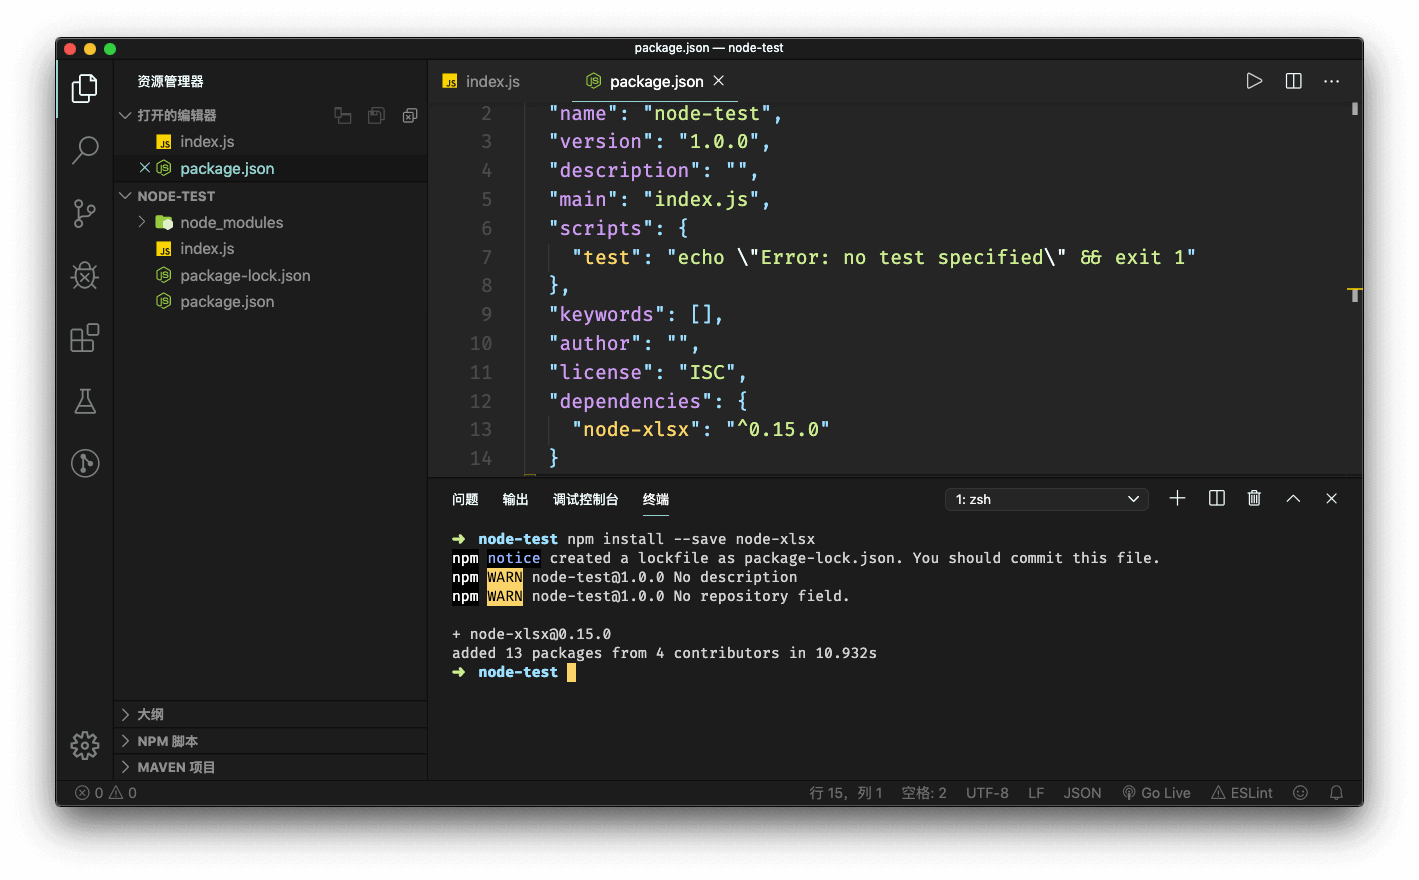 package.json — node-test
资源管理器
打开的编辑器
JS index.js
package.json
NODE-TEST
node_modules
JS index.js
package-lock.json
package.json
大纲
NPM 脚本
MAVEN 项目
JS index.js
package.json
2 "name": "node-test",
3 "version": "1.0.0",
4 "description": "",
5 "main": "index.js",
6 "scripts": {
7 "test": "echo \"Error: no test specified\" && exit 1"
8 },
9 "keywords": [],
10 "author": "",
11 "license": "ISC",
12 "dependencies": {
13 "node-xlsx": "^0.15.0"
14 }
问题 输出 调试控制台 终端
1: zsh
➜ node-test npm install --save node-xlsx
npm notice created a lockfile as package-lock.json. You should commit this file.
npm WARN node-test@1.0.0 No description
npm WARN node-test@1.0.0 No repository field.
+ node-xlsx@0.15.0
added 13 packages from 4 contributors in 10.932s
➜ node-test
0 0
行 15，列 1 空格: 2 UTF-8 LF JSON Go Live ESLint